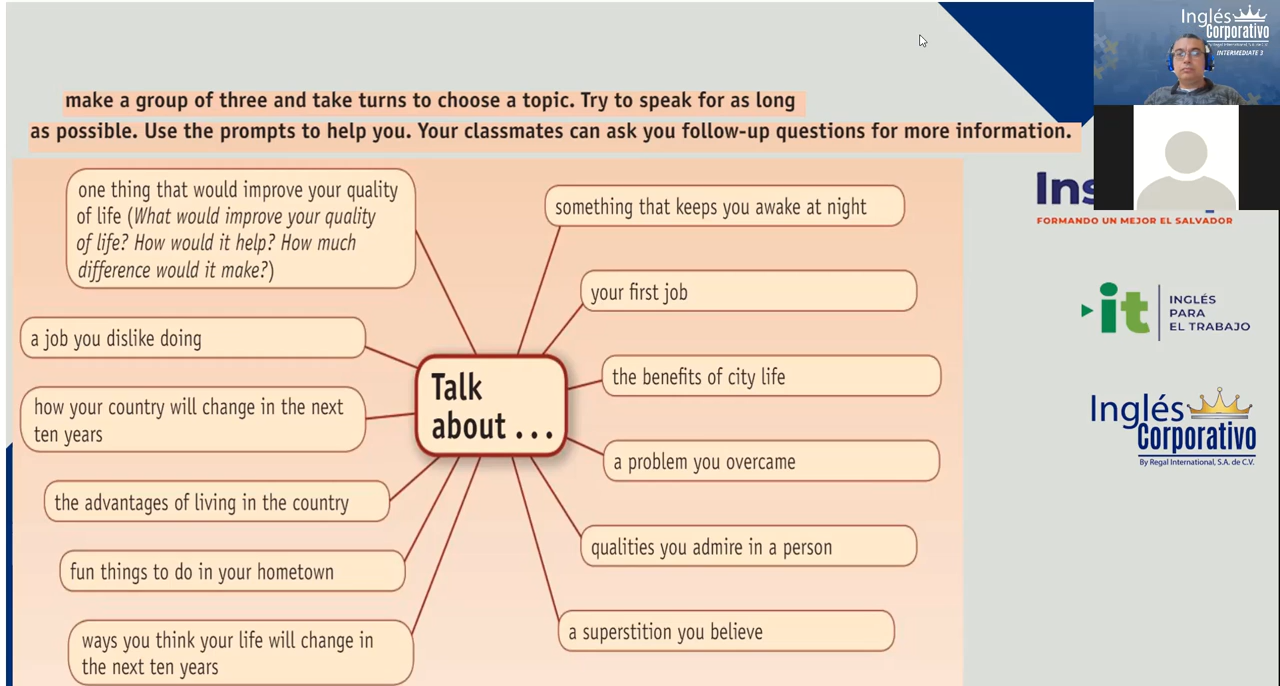 make a group of three and take turns to choose a topic. Try to speak for as long
as possible. Use the prompts to help you. Your classmates can ask you follow-up questions for more information.
one thing that would improve your quality
of life (What would improve your quality
of life? How would it help? How much
difference would it make?)
a job you dislike doing
how your country will change in the next
ten years
the advantages of living in the country
fun things to do in your hometown
ways you think your life will change in
the next ten years
Talk
about ...
something that keeps you awake at night
your first job
the benefits of city life
a problem you overcame
qualities you admire in a person
a superstition you believe
Inglés
Corporativo
By Regal International, S.A. de C.V.
INTERMEDIATE 3
FORMANDO UN MEJOR EL SALVADOR
it
INGLÉS
PARA
EL TRABAJO
Inglés
Corporativo
By Regal International, S.A. de C.V.